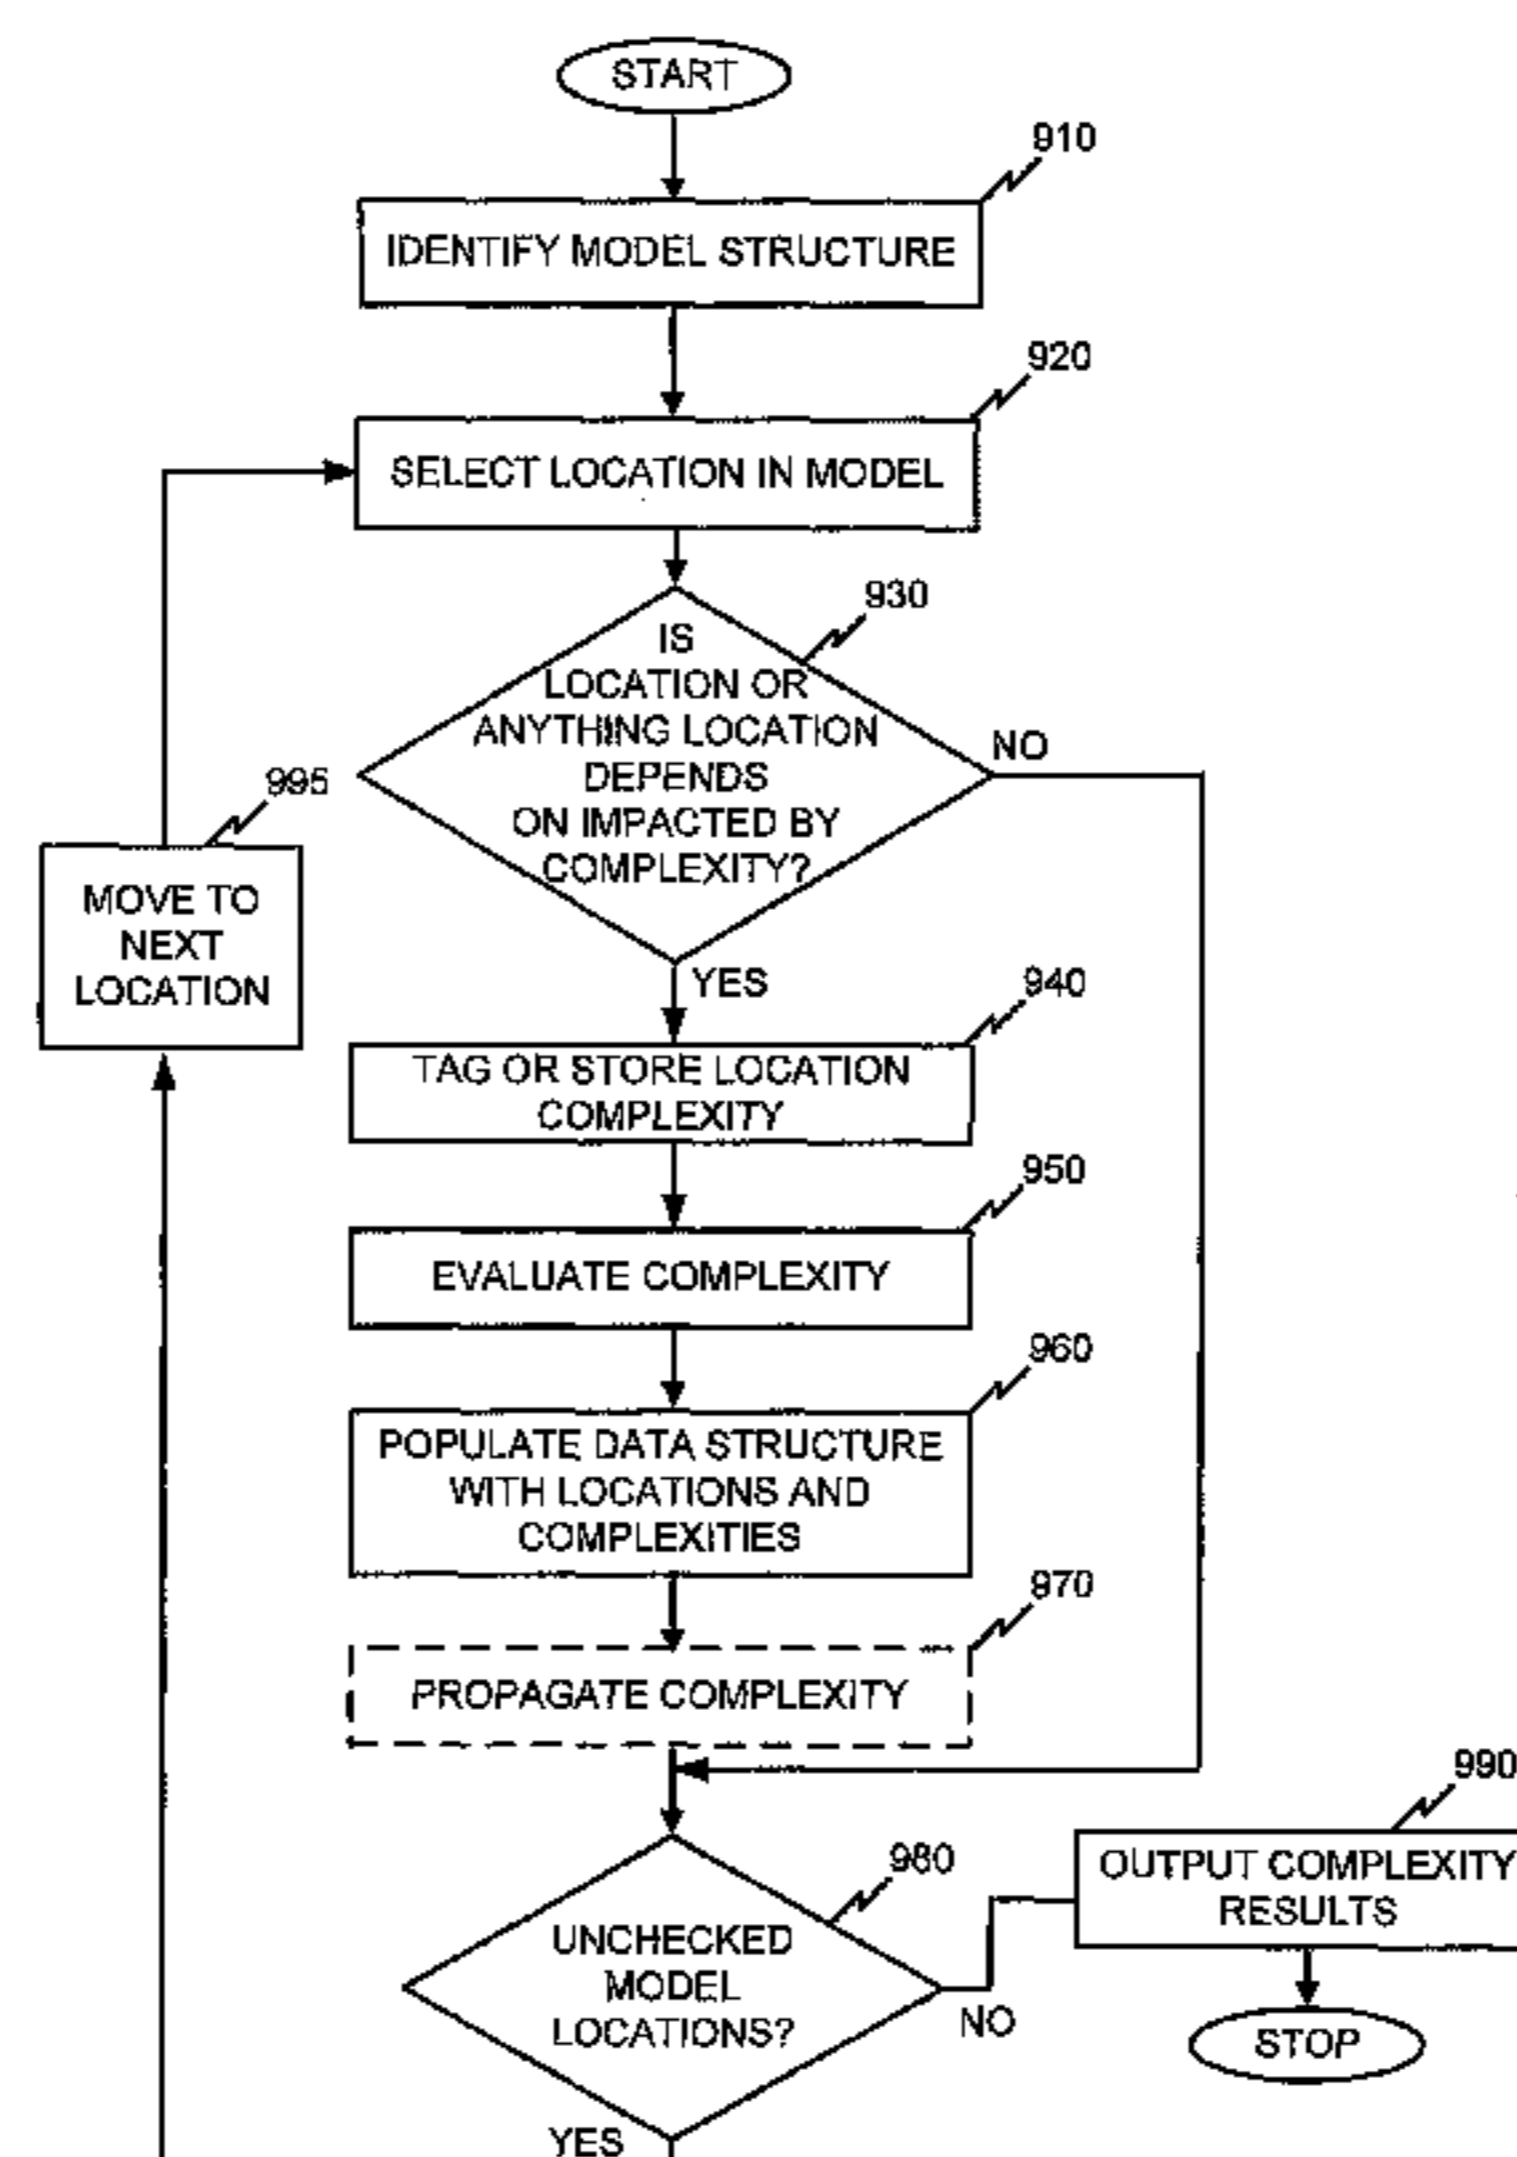 START
910
IDENTIFY MODEL STRUCTURE
920
SELECT LOCATION IN MODEL
930
IS
LOCATION OR
ANYTHING LOCATION
DEPENDS
ON IMPACTED BY
COMPLEXITY?
NO
995
MOVE TO
NEXT
LOCATION
YES
940
TAG OR STORE LOCATION
COMPLEXITY
950
EVALUATE COMPLEXITY
960
POPULATE DATA STRUCTURE
WITH LOCATIONS AND
COMPLEXITIES
970
PROPAGATE COMPLEXITY
980
UNCHECKED
MODEL
LOCATIONS?
NO
990
OUTPUT COMPLEXITY
RESULTS
STOP
YES